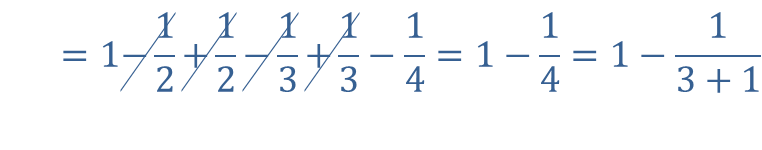 = 1 − 1/2 + 1/2 − 1/3 + 1/3 − 1/4 = 1 − 1/4 = 1 − 1/(3 + 1)